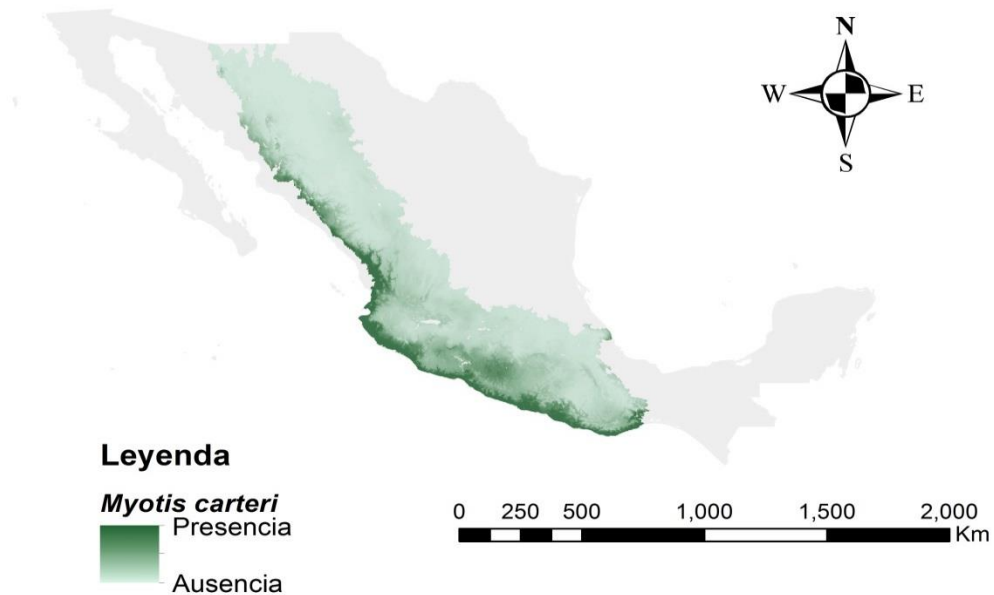 N
W E
S
Leyenda
Myotis carteri
Presencia
Ausencia
0 250 500 1,000 1,500 2,000
Km